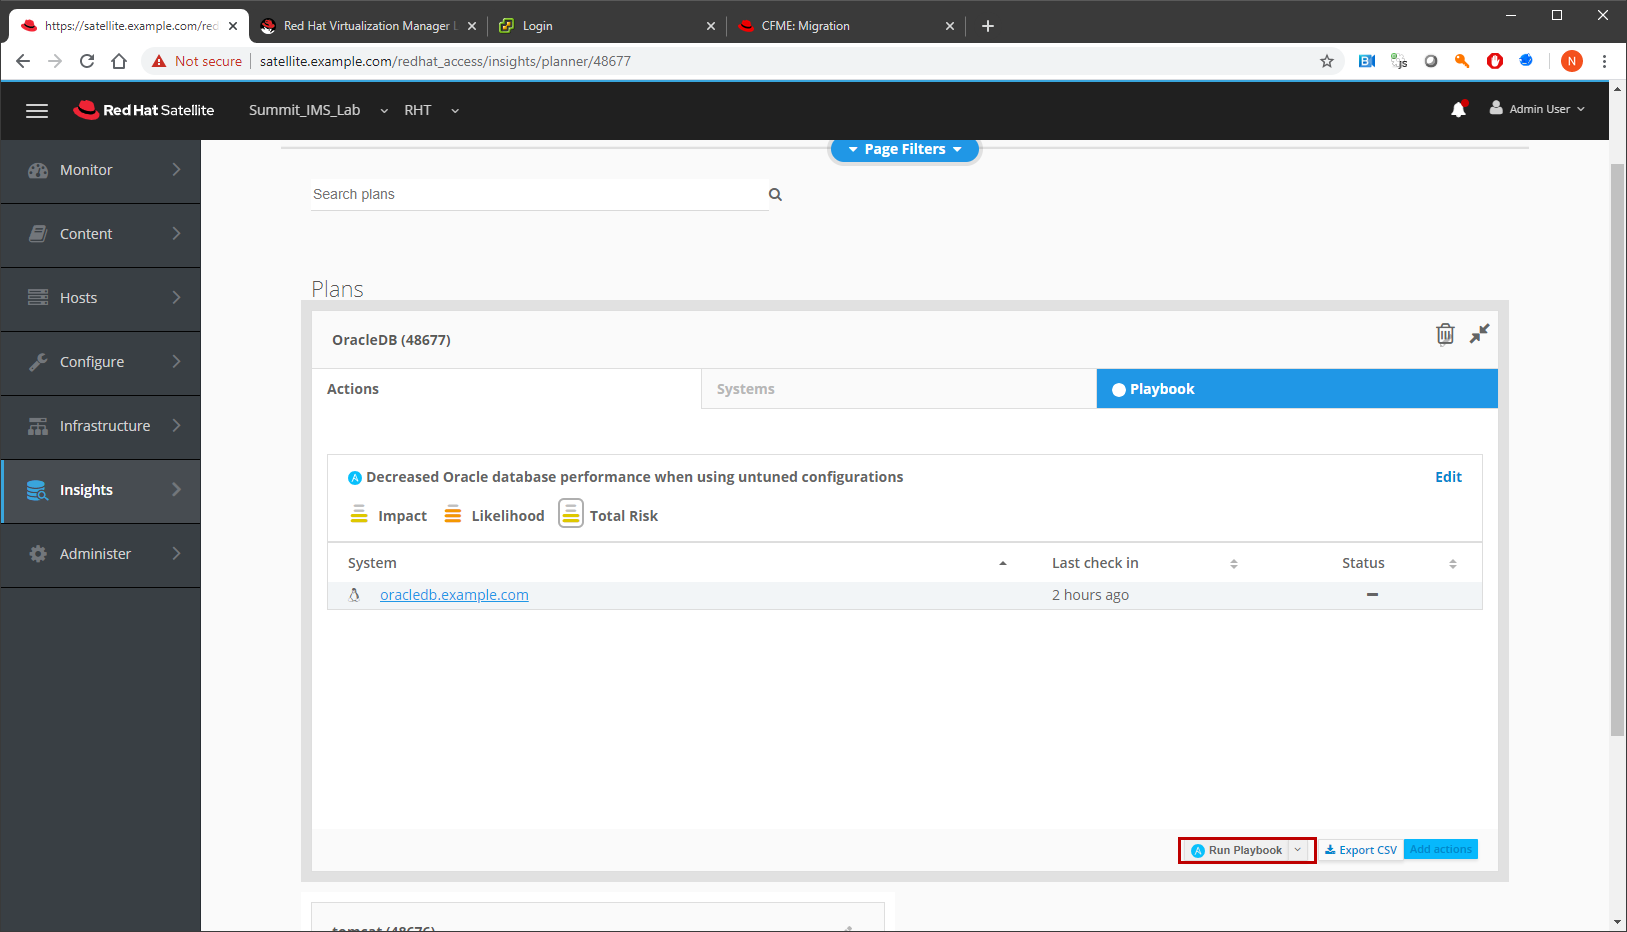 https://satellite.example.com/red
Red Hat Virtualization Manager L
Login
CFME: Migration
Not secure
satellite.example.com/redhat_access/insights/planner/48677
B
js
N
Red Hat Satellite
Summit_IMS_Lab
RHT
Admin User
Monitor
Content
Hosts
Configure
Infrastructure
Insights
Administer
Page Filters
Search plans
Plans
OracleDB (48677)
Actions
Systems
Playbook
A Decreased Oracle database performance when using untuned configurations
Edit
Impact
Likelihood
Total Risk
System
Last check in
Status
oracledb.example.com
2 hours ago
A Run Playbook
Export CSV
Add actions
tomcat (48676)